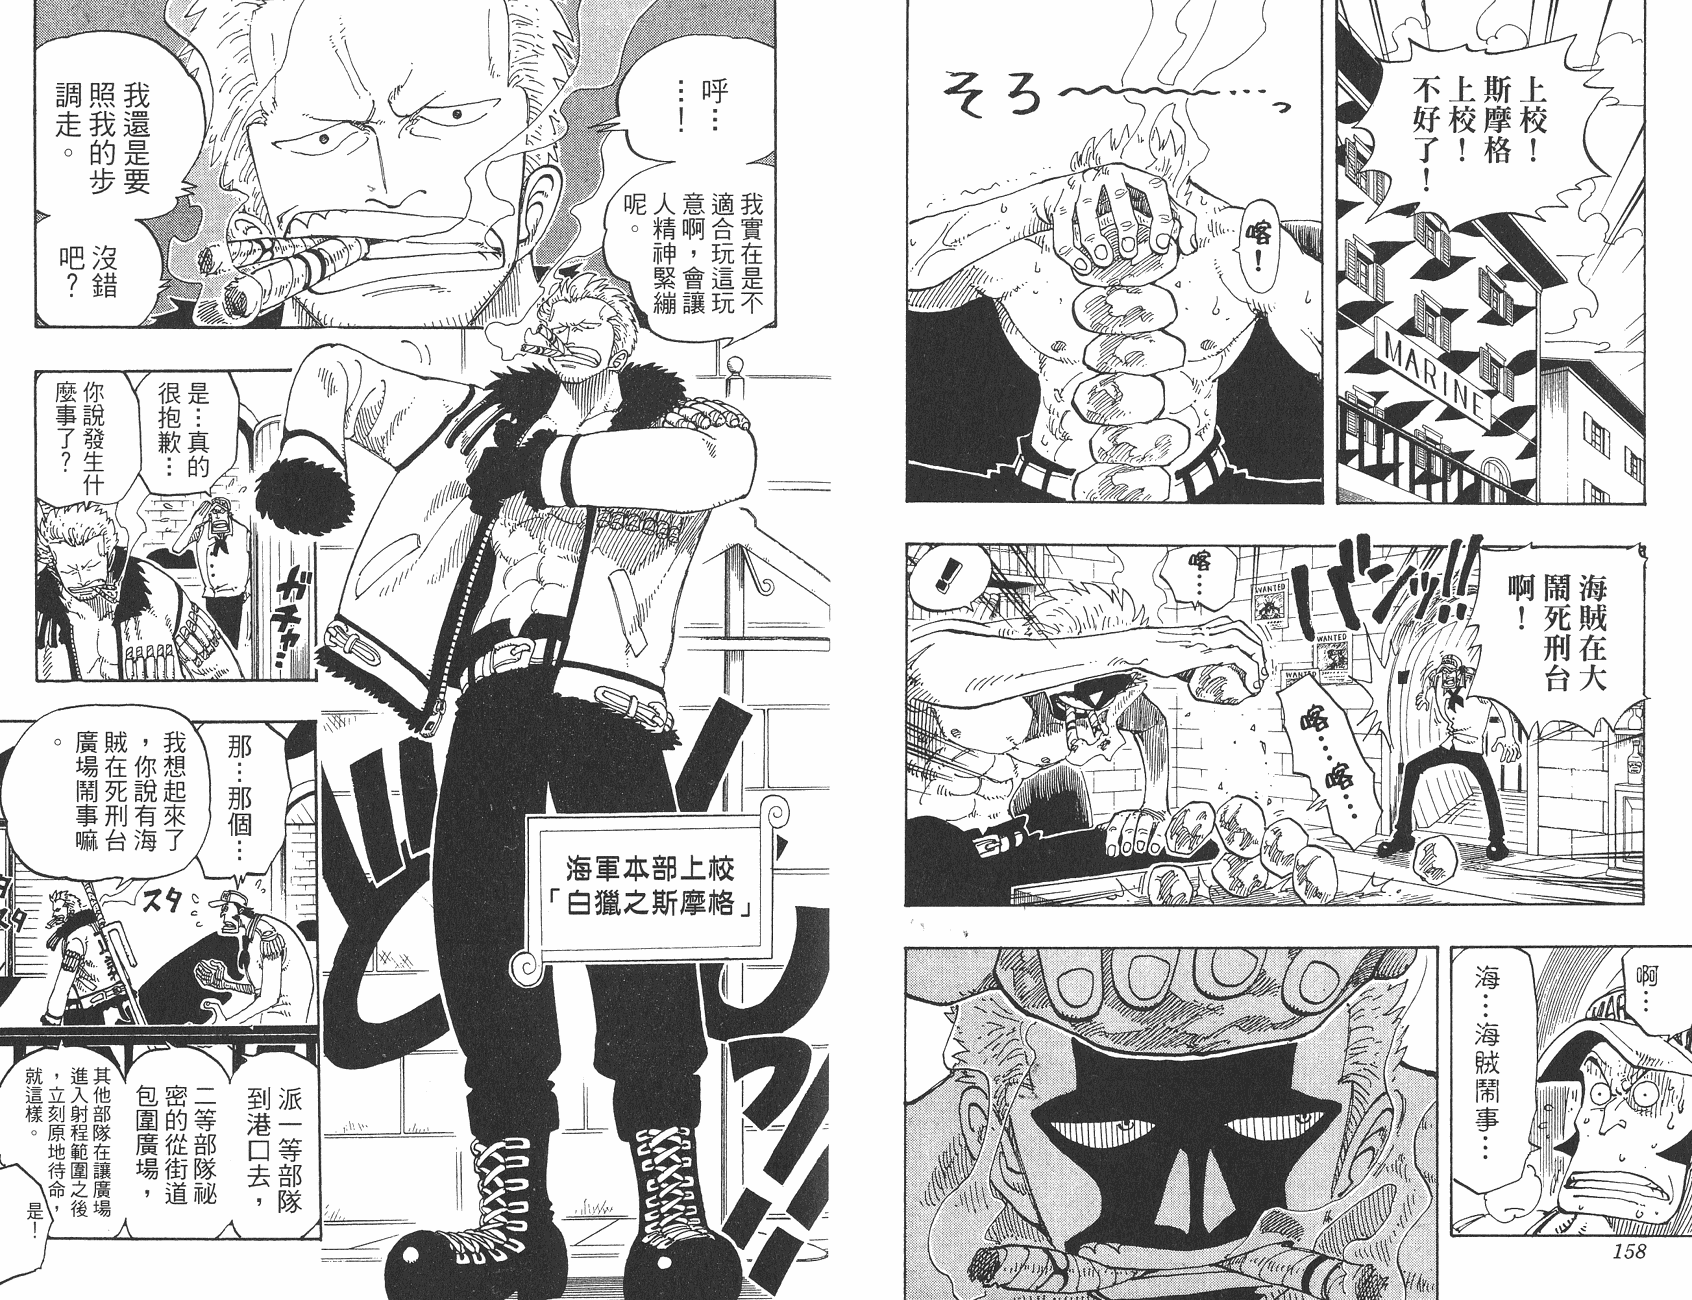 上校！
斯摩格
上校！
不好了！
MARINE
そろ〜〜〜…っ
喀！
海賊在大
鬧死刑台
啊！
バンッ!!
WANTED
WANTED
WANTED
喀…
！
喀…喀…
啊…
海…海賊鬧事…
158
呼…
…！
我實在是不
適合玩這玩
意啊，會讓
人精神緊繃
呢。
我還是要
照我的步
調走。
沒錯
吧？
是…真的
很抱歉…
你說發生什
麼事了？
ガチャ…
海軍本部上校
「白獵之斯摩格」
どんッ!!
那…那個…
我想起來了
，你說有海
賊在死刑台
廣場鬧事嘛
。
スタ
スタ
派一等部隊
到港口去，
二等部隊祕
密的從街道
包圍廣場，
其他部隊在讓廣場
進入射程範圍之後
，立刻原地待命，
就這樣。
是！